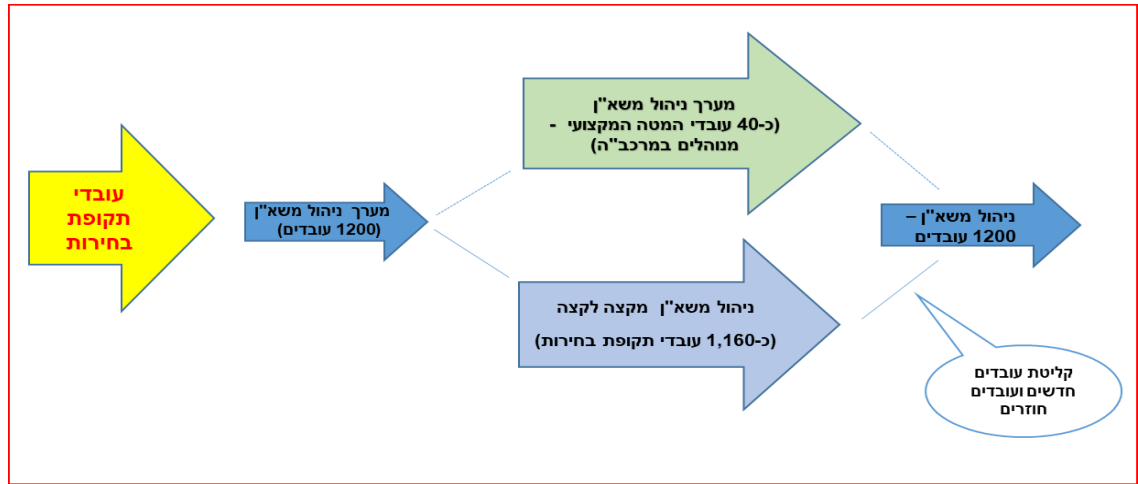 עובדי
תקופת
בחירות
מערך ניהול משא"ן
(1200 עובדים)
מערך ניהול משא"ן
(כ-40 עובדי המטה המקצועי -
מנוהלים במרכב"ה)
ניהול משא"ן מקצה לקצה
(כ-1,160 עובדי תקופת בחירות)
ניהול משא"ן –
1200 עובדים
קליטת עובדים
חדשים ועובדים
חוזרים